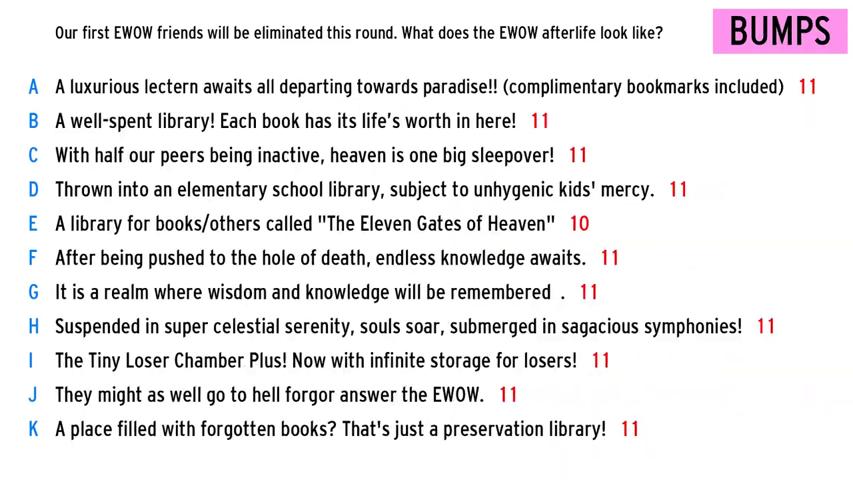 Our first EWOW friends will be eliminated this round. What does the EWOW afterlife look like?
BUMPS
A A luxurious lectern awaits all departing towards paradise!! (complimentary bookmarks included) 11
B A well-spent library! Each book has its life's worth in here! 11
C With half our peers being inactive, heaven is one big sleepover! 11
D Thrown into an elementary school library, subject to unhygenic kids' mercy. 11
E A library for books/others called "The Eleven Gates of Heaven" 10
F After being pushed to the hole of death, endless knowledge awaits. 11
G It is a realm where wisdom and knowledge will be remembered . 11
H Suspended in super celestial serenity, souls soar, submerged in sagacious symphonies! 11
I The Tiny Loser Chamber Plus! Now with infinite storage for losers! 11
J They might as well go to hell forgor answer the EWOW. 11
K A place filled with forgotten books? That's just a preservation library! 11